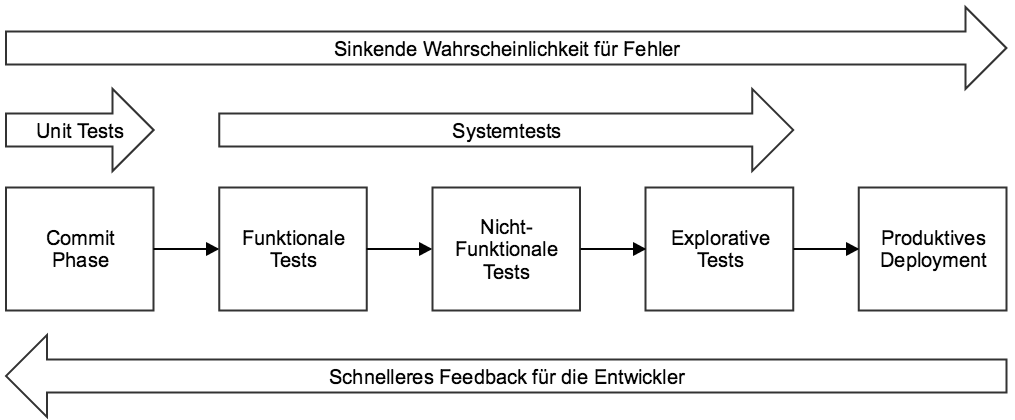 Sinkende Wahrscheinlichkeit für Fehler
Unit Tests
Systemtests
Commit
Phase
Funktionale
Tests
Nicht-
Funktionale
Tests
Explorative
Tests
Produktives
Deployment
Schnelleres Feedback für die Entwickler